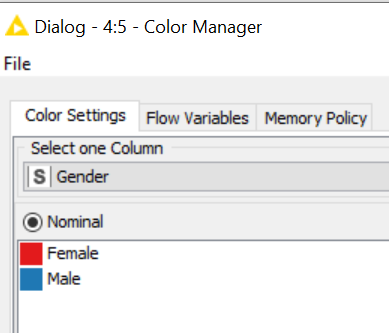 Dialog - 4:5 - Color Manager
File
Color Settings Flow Variables Memory Policy
Select one Column
S Gender
Nominal
Female
Male